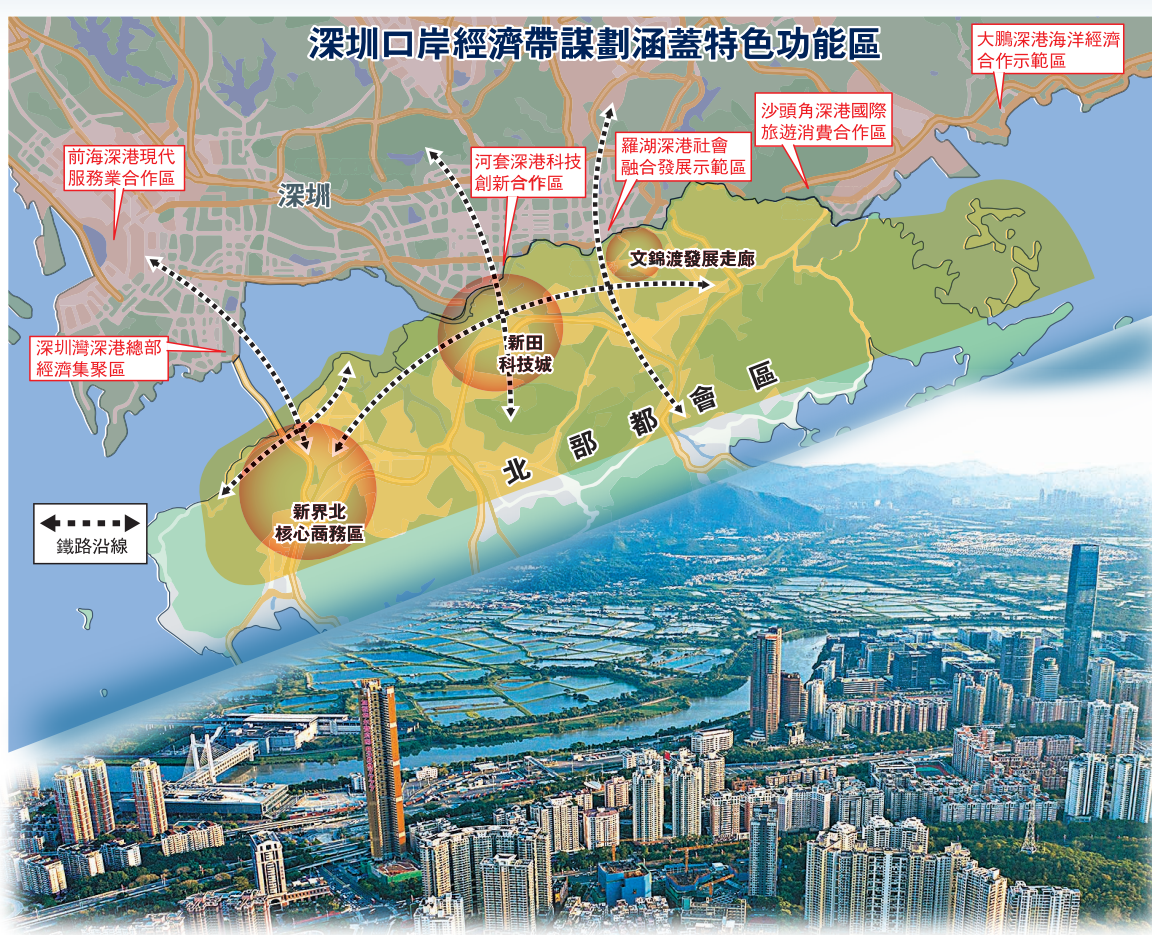 深圳口岸經濟帶謀劃涵蓋特色功能區
大鵬深港海洋經濟
合作示範區
沙頭角深港國際
旅遊消費合作區
羅湖深港社會
融合發展示範區
河套深港科技
創新合作區
前海深港現代
服務業合作區
深圳
文錦渡發展走廊
深圳灣深港總部
經濟集聚區
新田
科技城
北部都會區
新界北
核心商務區
鐵路沿線